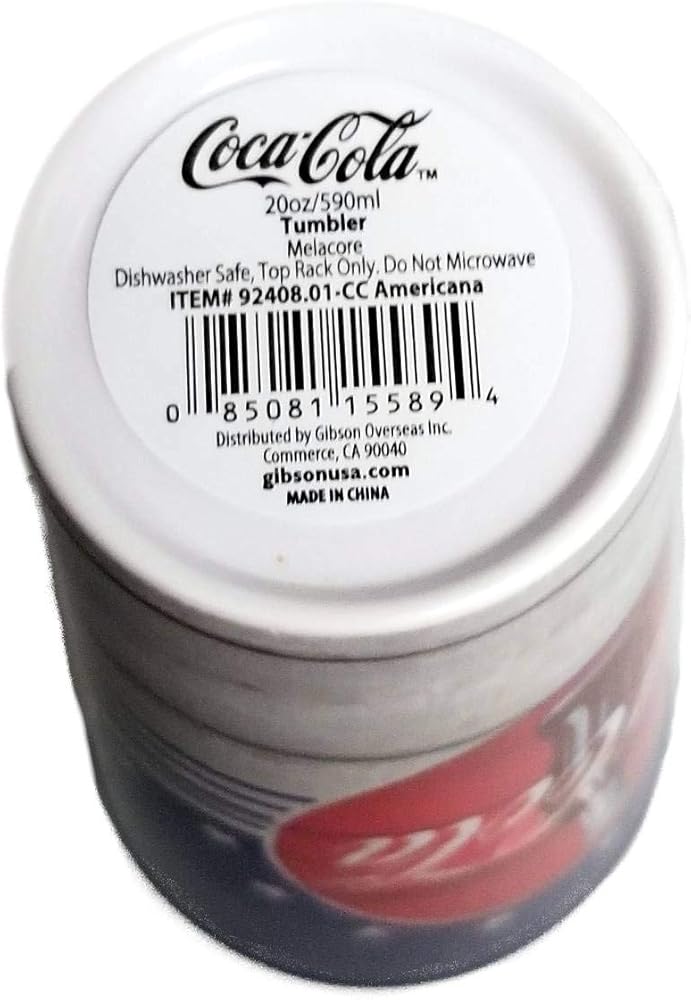 Coca-Cola™
20oz/590ml
Tumbler
Melacore
Dishwasher Safe, Top Rack Only. Do Not Microwave
ITEM# 92408.01-CC Americana
0 85081 15589 4
Distributed by Gibson Overseas Inc.
Commerce, CA 90040
gibsonusa.com
MADE IN CHINA